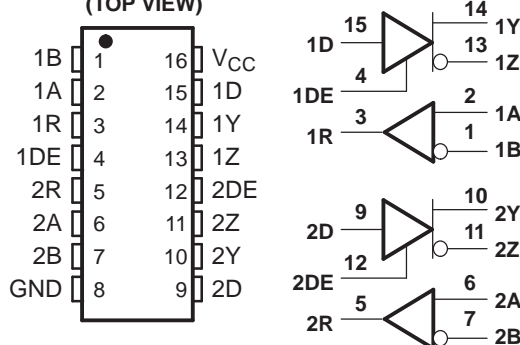 (TOP VIEW)
1B 1 16 VCC
1A 2 15 1D
1R 3 14 1Y
1DE 4 13 1Z
2R 5 12 2DE
2A 6 11 2Z
2B 7 10 2Y
GND 8 9 2D
14 1Y
15
1D
13 1Z
4
1DE
2 1A
3
1R
1 1B
10 2Y
9
2D
11 2Z
12
2DE
6 2A
5
2R
7 2B